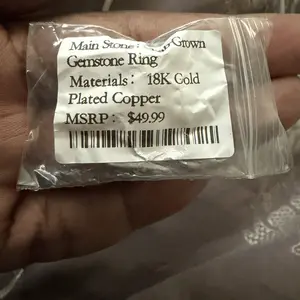 Main Stone: Grown
Gemstone Ring
Materials: 18K Gold
Plated Copper
MSRP: $49.99